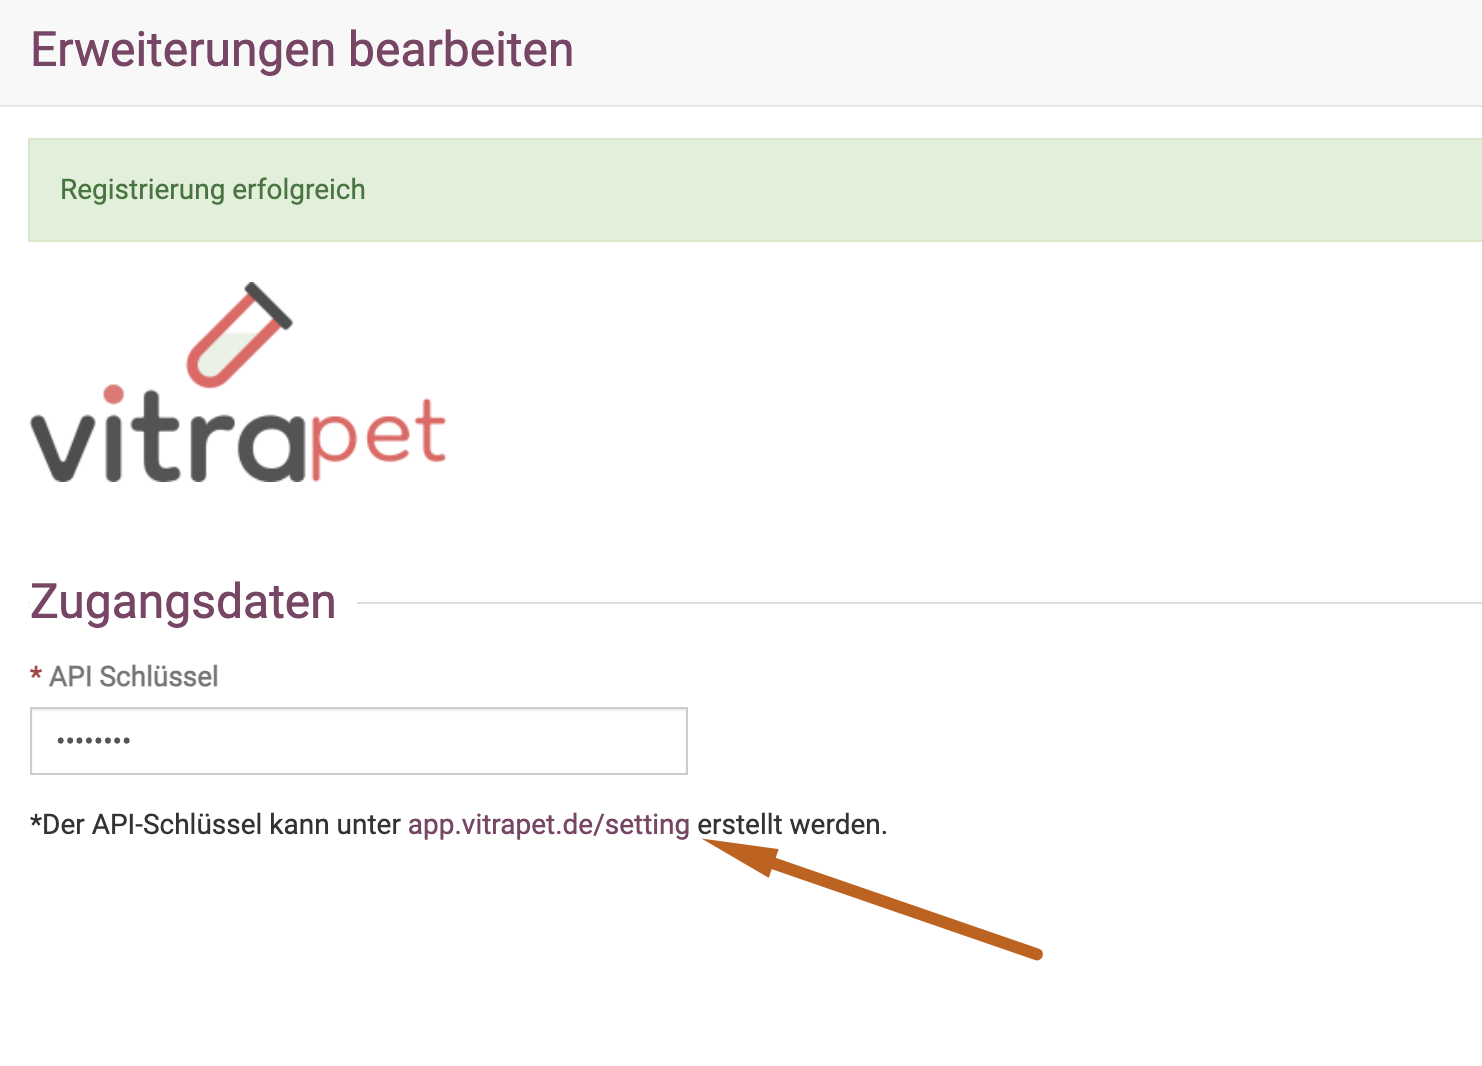 Erweiterungen bearbeiten
Registrierung erfolgreich
vitrapet
Zugangsdaten
* API Schlüssel
••••••••
*Der API-Schlüssel kann unter app.vitrapet.de/setting erstellt werden.